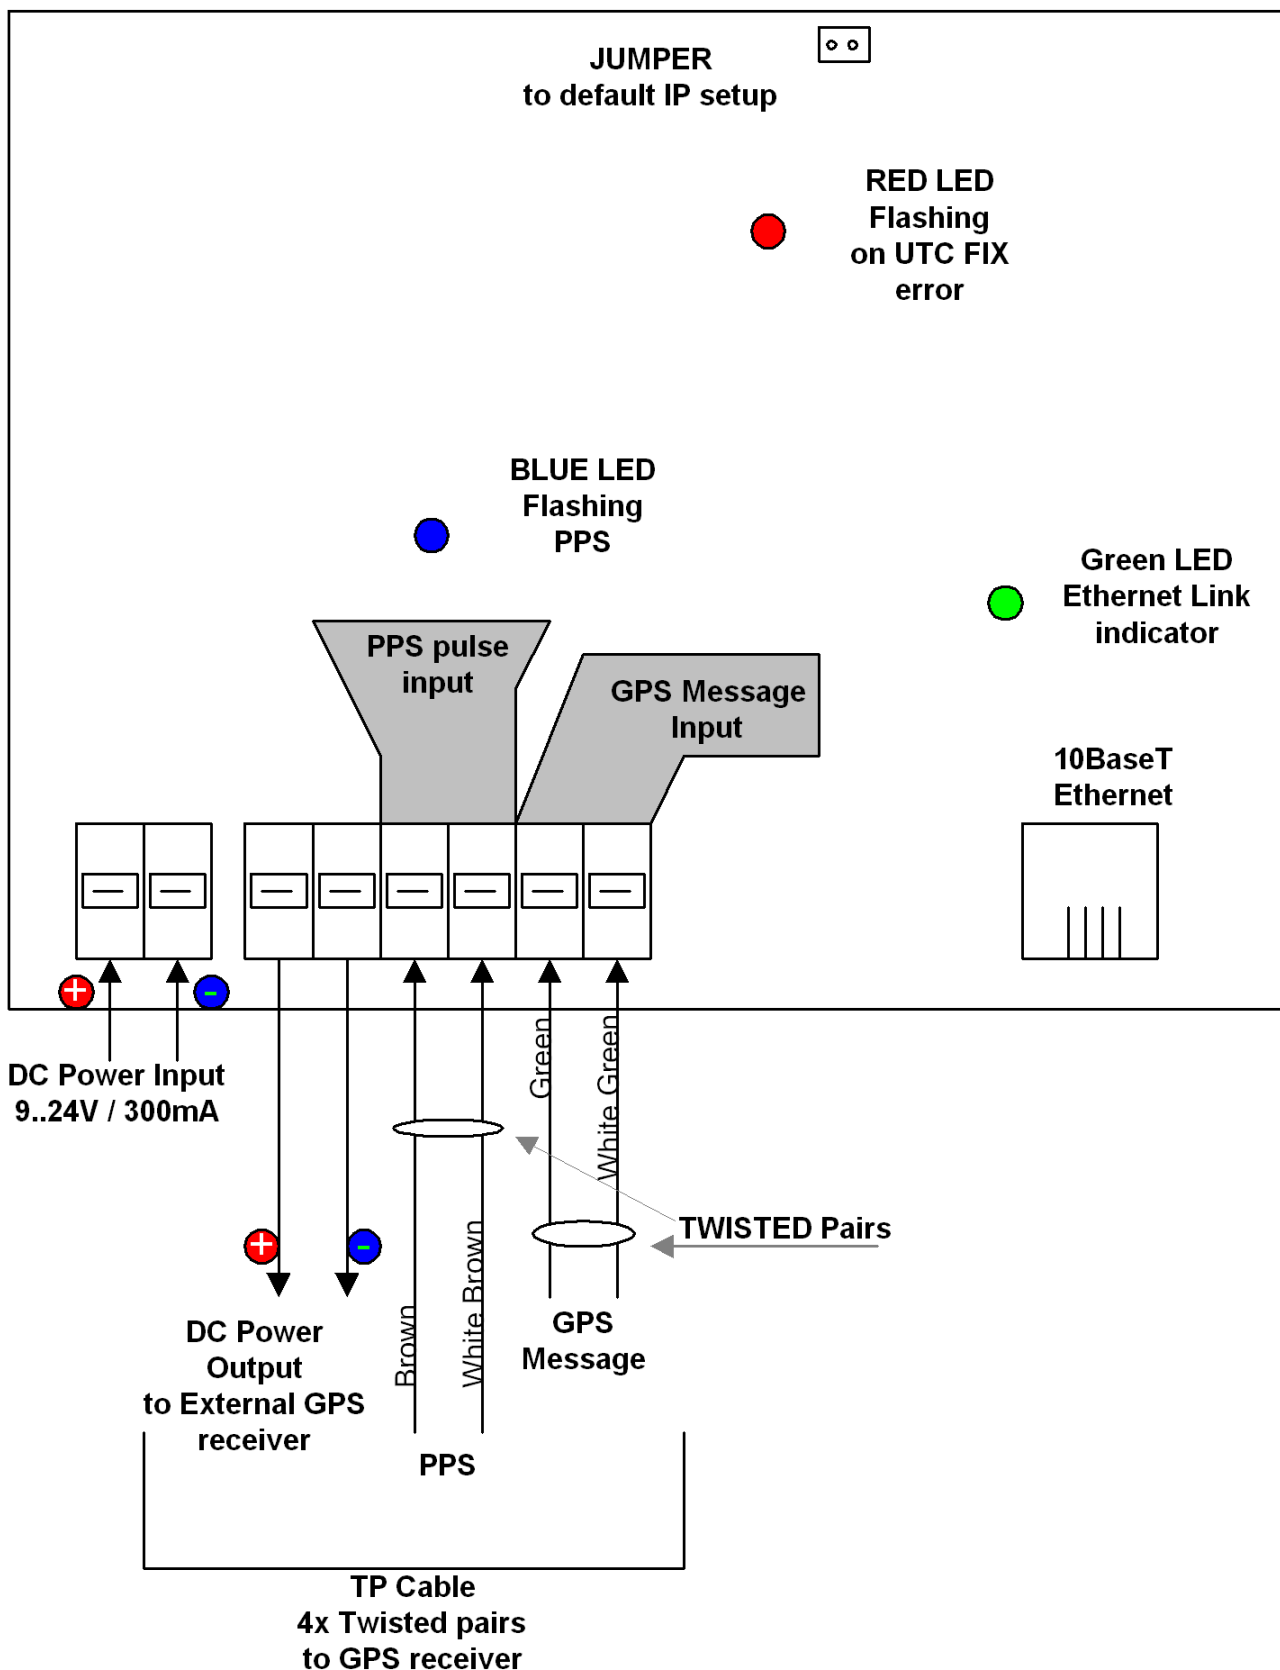 JUMPER
to default IP setup
RED LED
Flashing
on UTC FIX
error
BLUE LED
Flashing
PPS
Green LED
Ethernet Link
indicator
PPS pulse
input
GPS Message
Input
10BaseT
Ethernet
+
-
DC Power Input
9..24V / 300mA
Green
White Green
TWISTED Pairs
+
-
Brown
White Brown
DC Power
Output
to External GPS
receiver
GPS
Message
PPS
TP Cable
4x Twisted pairs
to GPS receiver